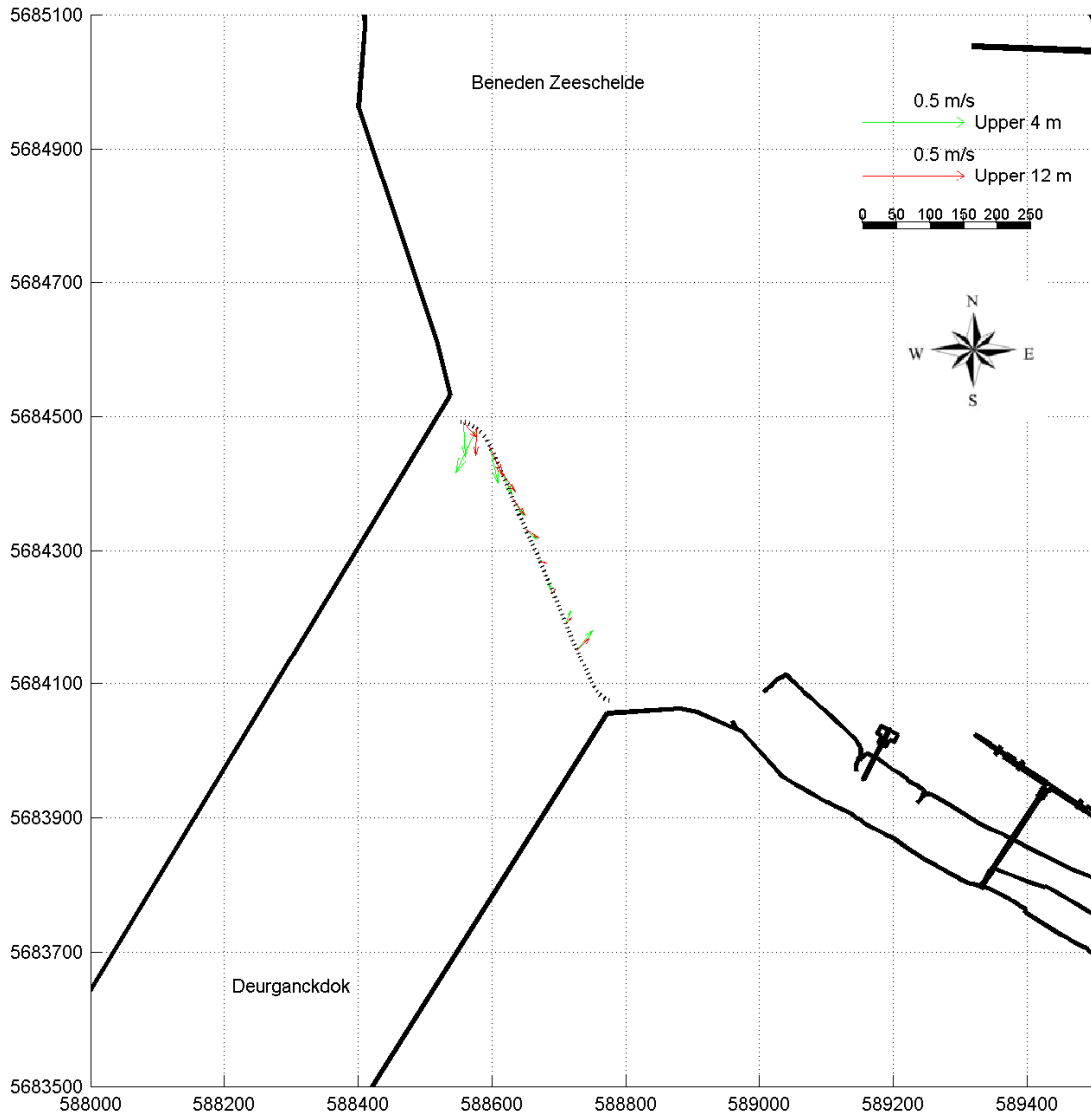 5685100
Beneden Zeeschelde
0.5 m/s
Upper 4 m
5684900
0.5 m/s
Upper 12 m
0 50 100 150 200 250
5684700
N
W E
S
5684500
5684300
5684100
5683900
5683700
Deurganckdok
5683500
588000 588200 588400 588600 588800 589000 589200 589400